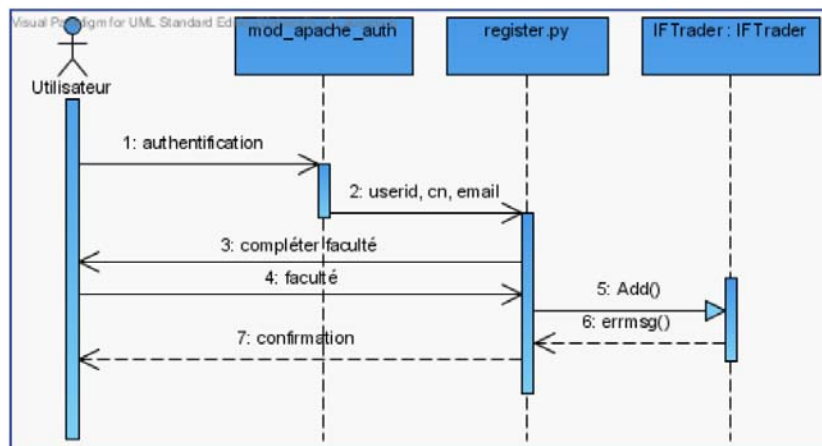 Visual Paradigm for UML Standard Ed
mod_apache_auth
register.py
IFTrader : IFTrader
Utilisateur
1: authentification
2: userid, cn, email
3: compléter faculté
4: faculté
5: Add()
6: errmsg()
7: confirmation